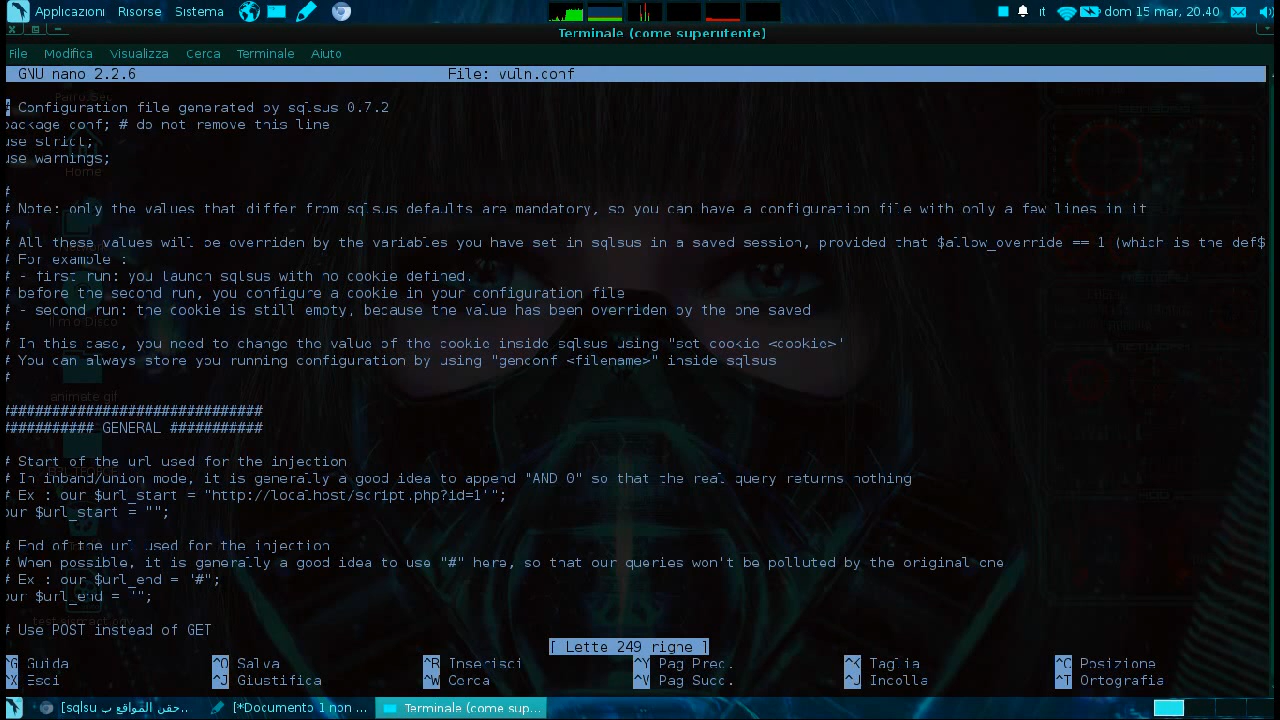 Applicazioni Risorse Sistema it dom 15 mar, 20.40
Terminale (come superutente)
File Modifica Visualizza Cerca Terminale Aiuto
GNU nano 2.2.6 File: vuln.conf
# Configuration file generated by sqlsus 0.7.2
package conf; # do not remove this line
use strict;
use warnings;
Home
#
# Note: only the values that differ from sqlsus defaults are mandatory, so you can have a configuration file with only a few lines in it
#
# All these values will be overriden by the variables you have set in sqlsus in a saved session, provided that $allow_override == 1 (which is the def$
# For example :
# - first run: you launch sqlsus with no cookie defined.
# before the second run, you configure a cookie in your configuration file
# - second run: the cookie is still empty, because the value has been overriden by the one saved
#
# In this case, you need to change the value of the cookie inside sqlsus using "set cookie <cookie>'
# You can always store you running configuration by using "genconf <filename>" inside sqlsus
#
animate gif
##############################
########### GENERAL ###########
# Start of the url used for the injection
# In inband/union mode, it is generally a good idea to append "AND 0" so that the real query returns nothing
# Ex : our $url_start = "http://localhost/script.php?id=1'";
our $url_start = "";
# End of the url used for the injection
# When possible, it is generally a good idea to use "#" here, so that our queries won't be polluted by the original one
# Ex : our $url_end = '#";
our $url_end = '";
# Use POST instead of GET
[ Lette 249 righe ]
^G Guida ^O Salva ^R Inserisci ^Y Pag Prec. ^K Taglia ^C Posizione
^X Esci ^J Giustifica ^W Cerca ^V Pag Succ. ^J Incolla ^T Ortografia
[sqlsu حقن المواقع ب... [*Documento 1 non ... Terminale (come sup...